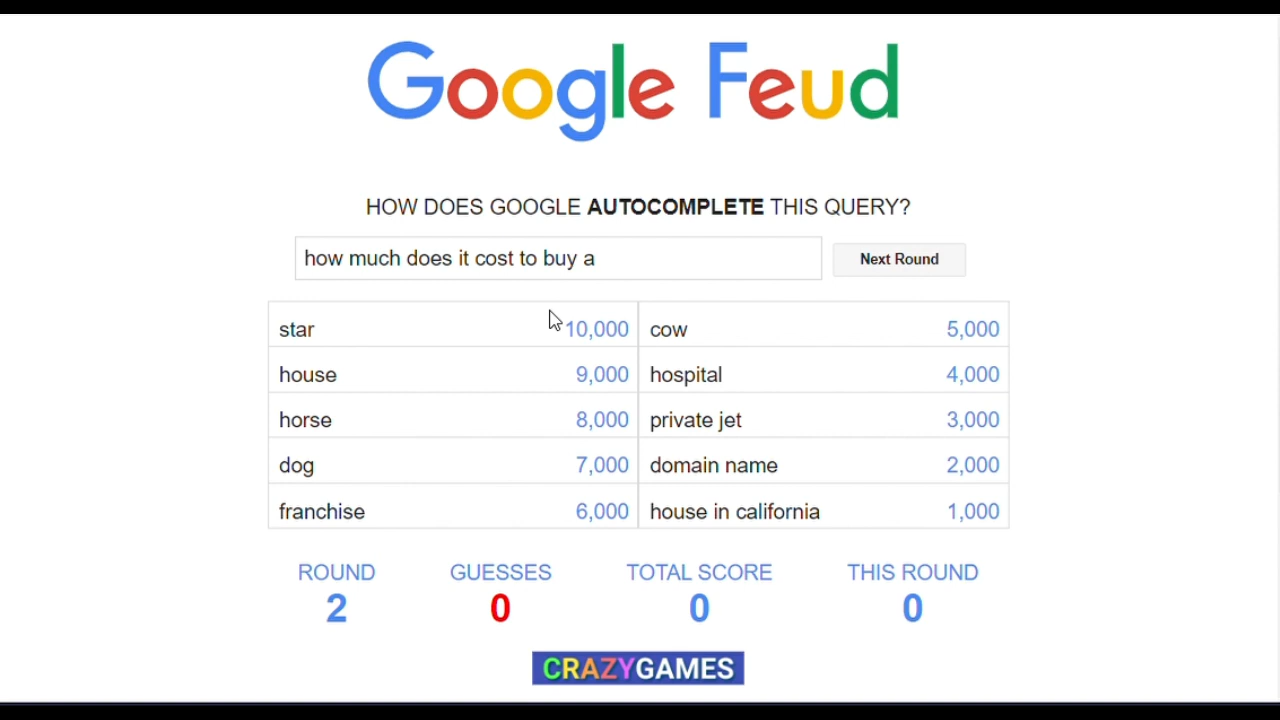 Google Feud
HOW DOES GOOGLE AUTOCOMPLETE THIS QUERY?
how much does it cost to buy a
Next Round
star 10,000 cow 5,000
house 9,000 hospital 4,000
horse 8,000 private jet 3,000
dog 7,000 domain name 2,000
franchise 6,000 house in california 1,000
ROUND GUESSES TOTAL SCORE THIS ROUND
2 0 0 0
CRAZYGAMES